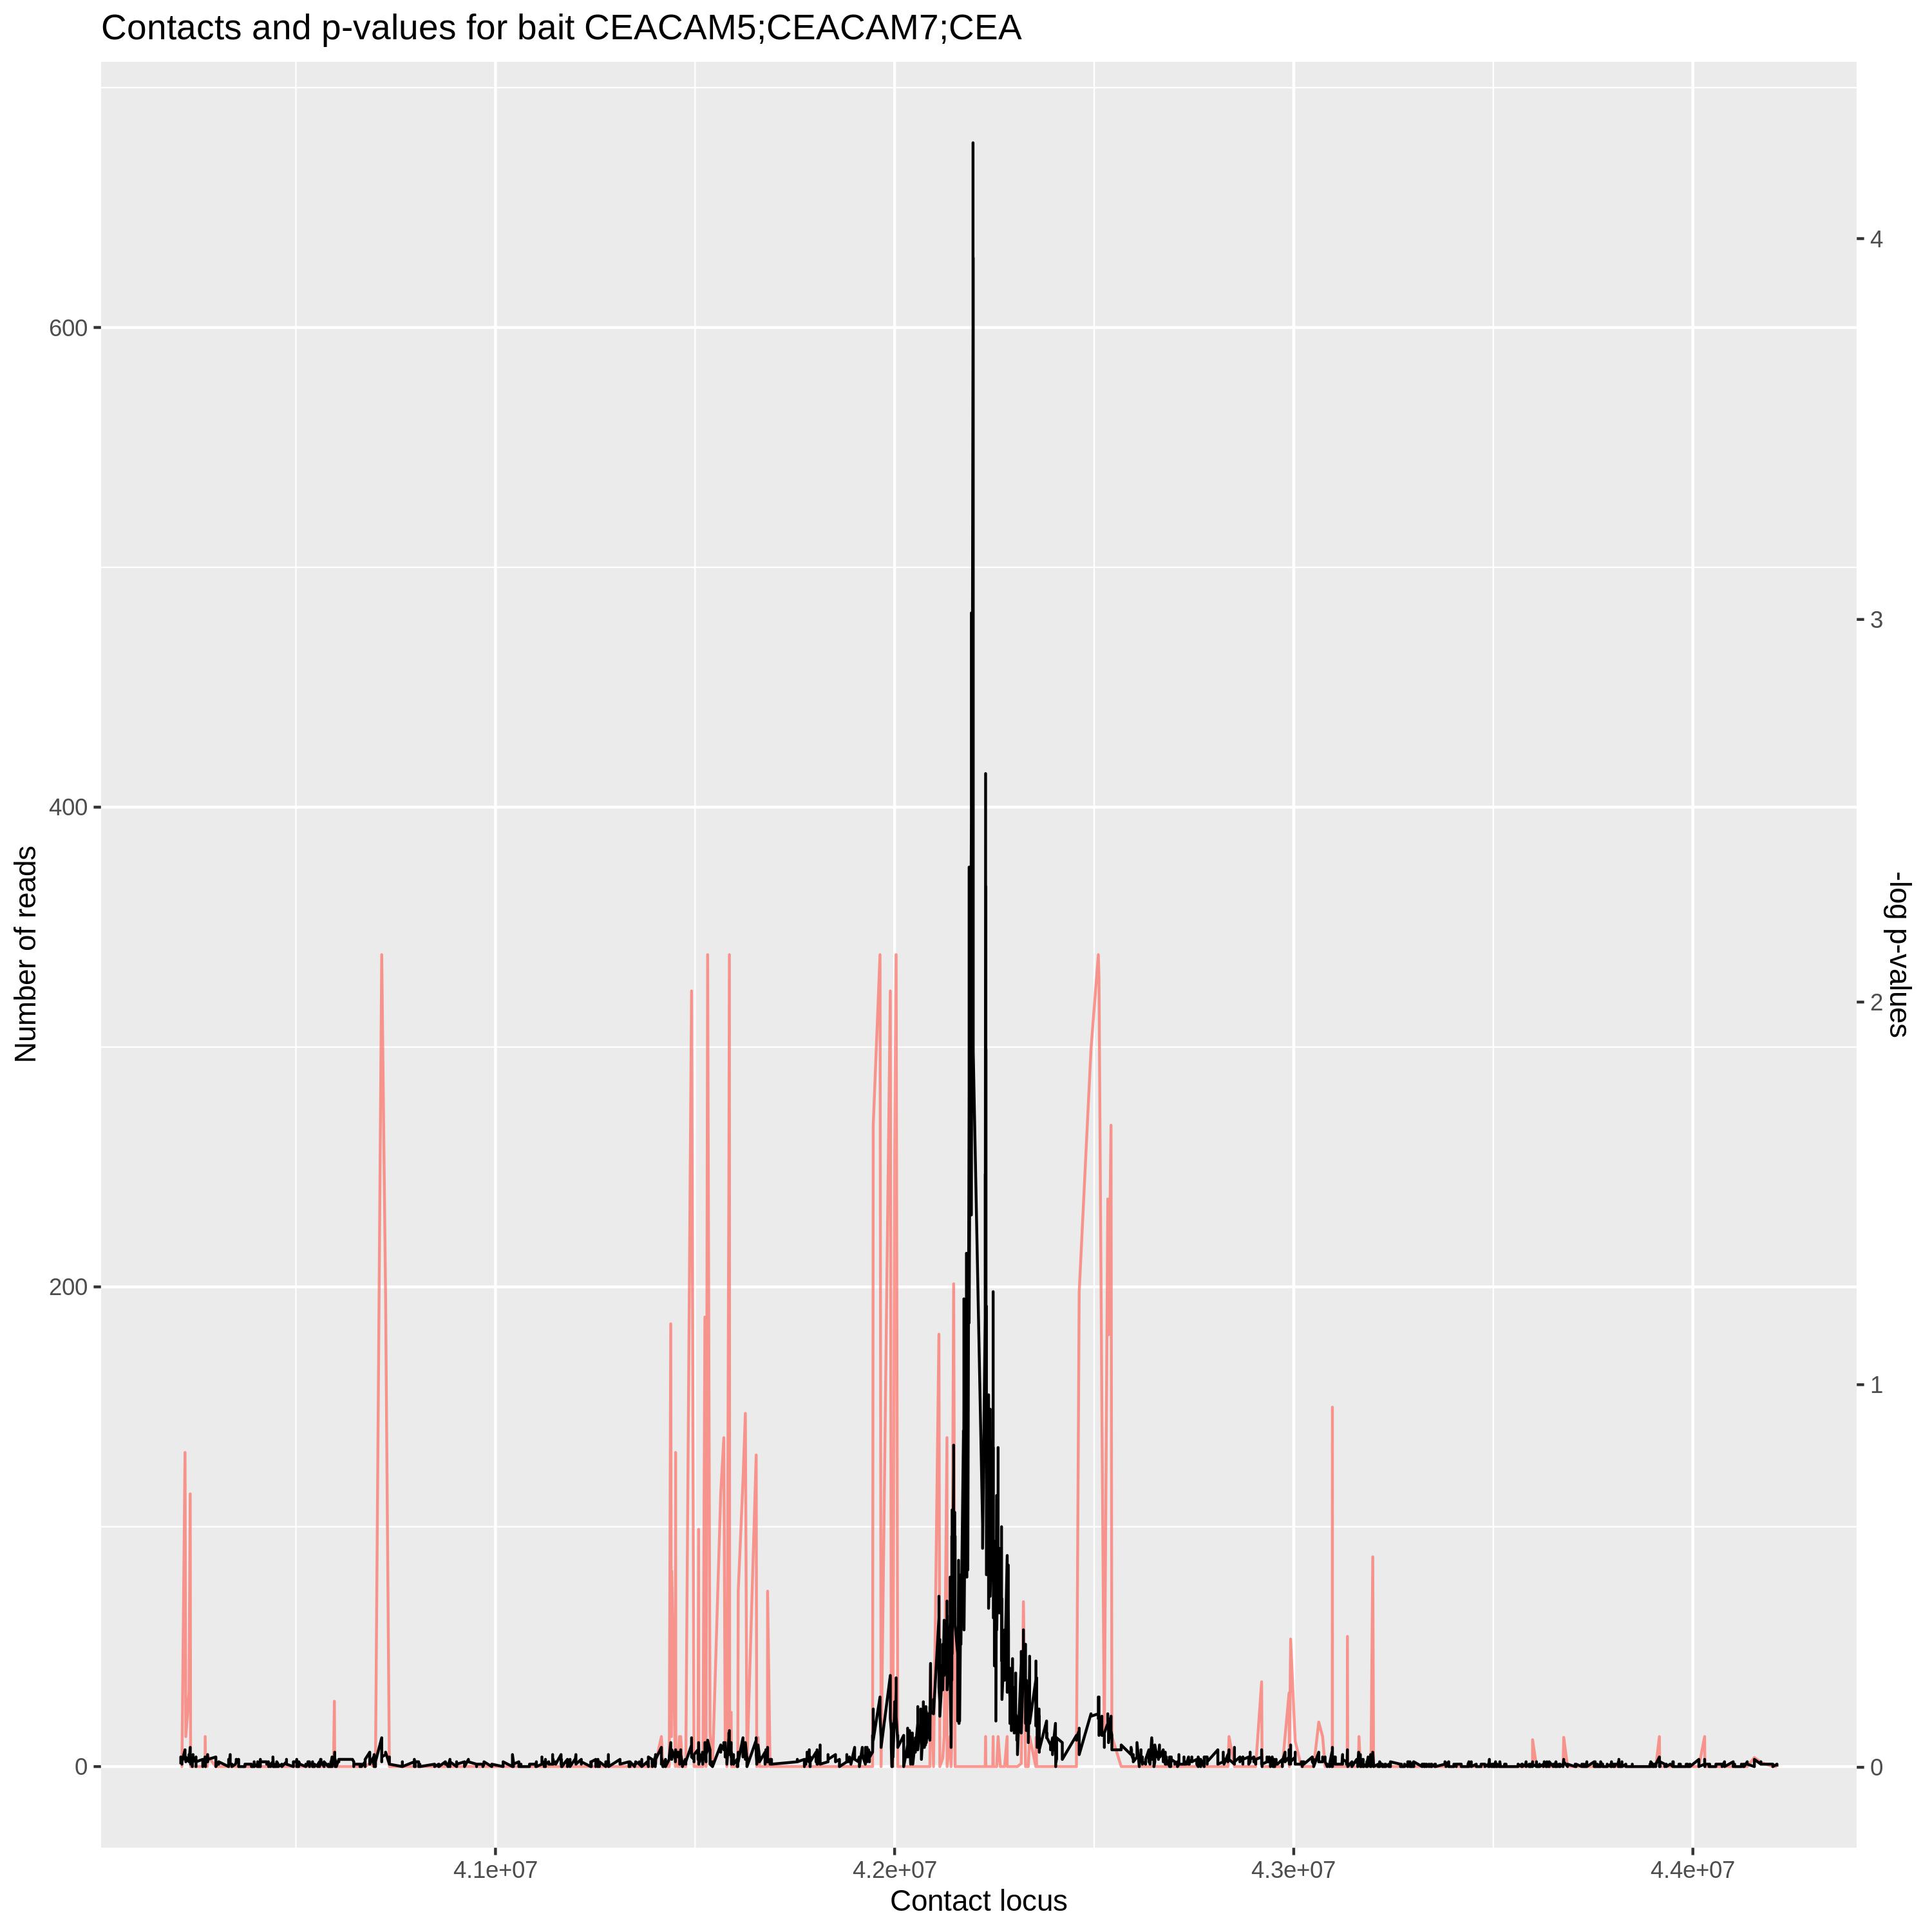 Contacts and p-values for bait CEACAM5;CEACAM7;CEA
Number of reads
600
400
200
0
4
3
2
1
0
-log p-values
4.1e+07
4.2e+07
4.3e+07
4.4e+07
Contact locus